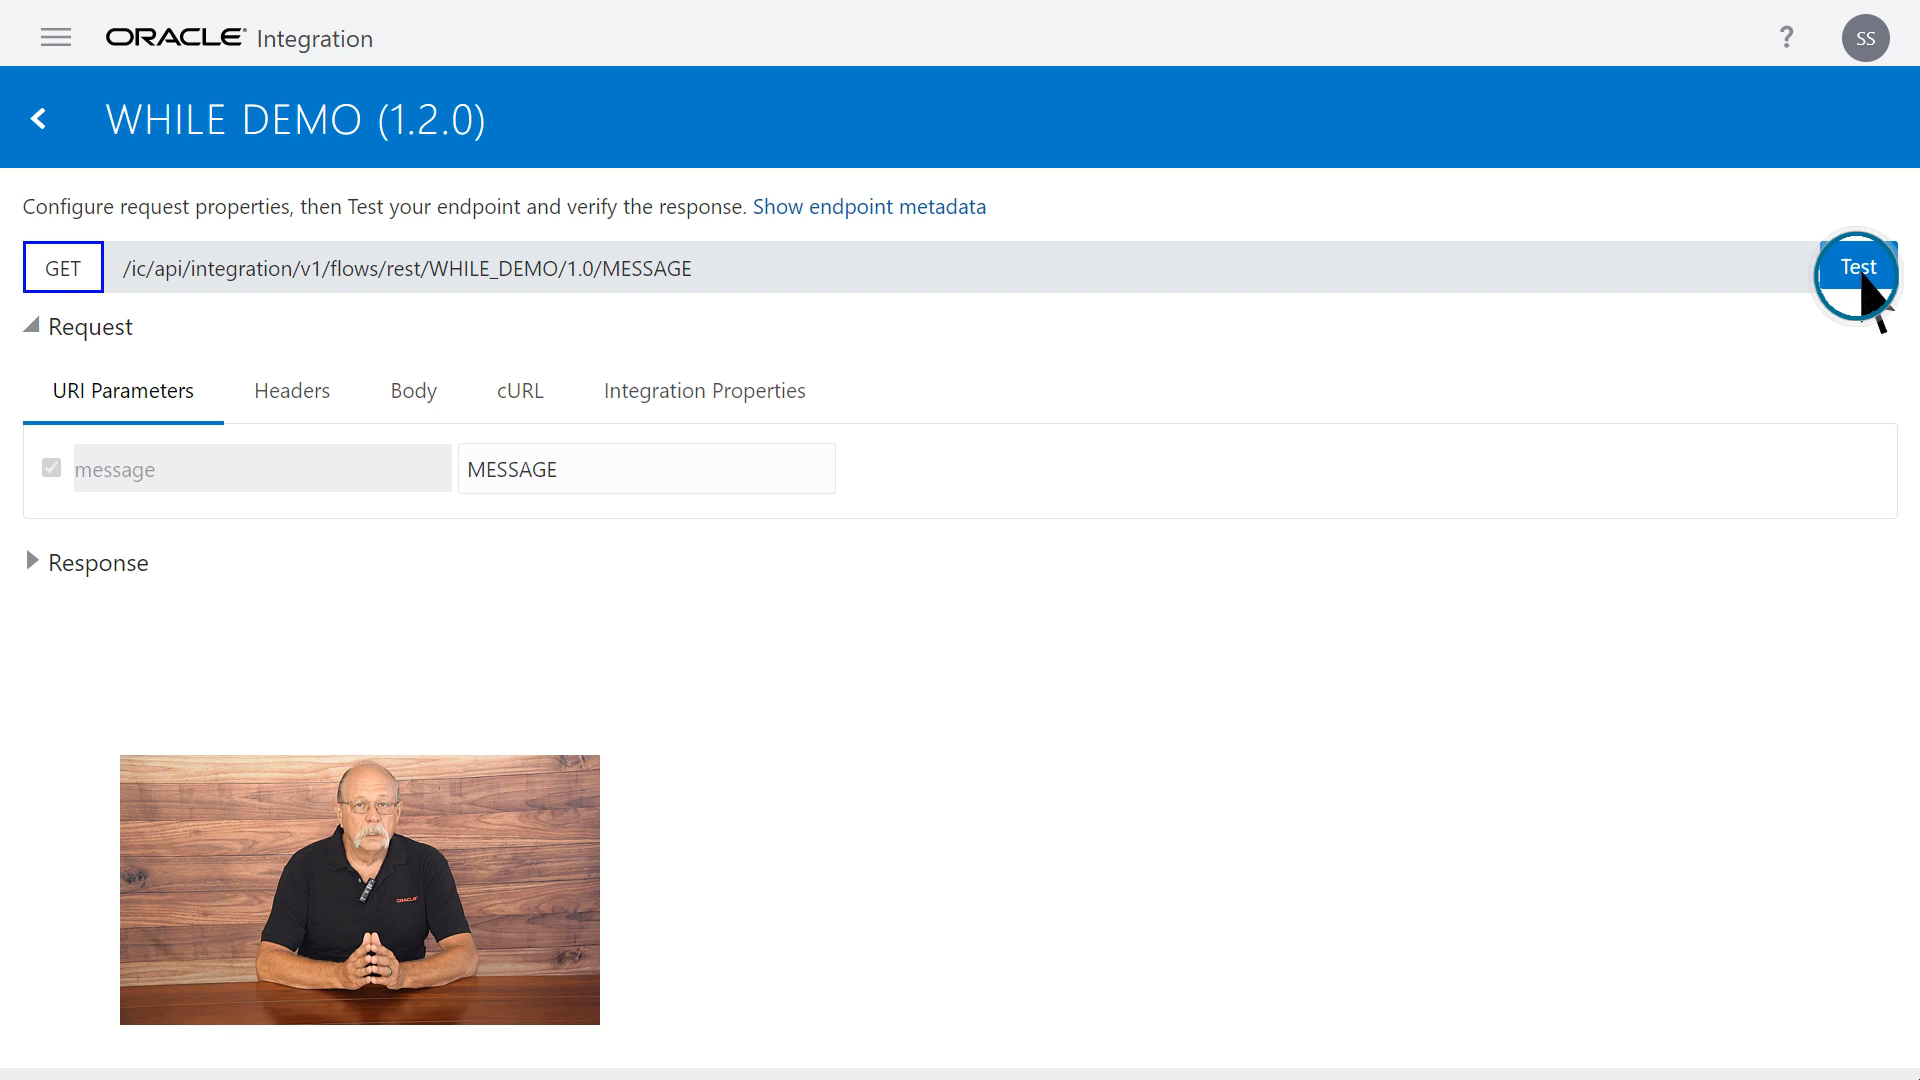 ORACLE Integration
?
SS
WHILE DEMO (1.2.0)
Configure request properties, then Test your endpoint and verify the response. Show endpoint metadata
GET /ic/api/integration/v1/flows/rest/WHILE_DEMO/1.0/MESSAGE Test
Request
URI Parameters Headers Body cURL Integration Properties
message MESSAGE
Response
ORACLE